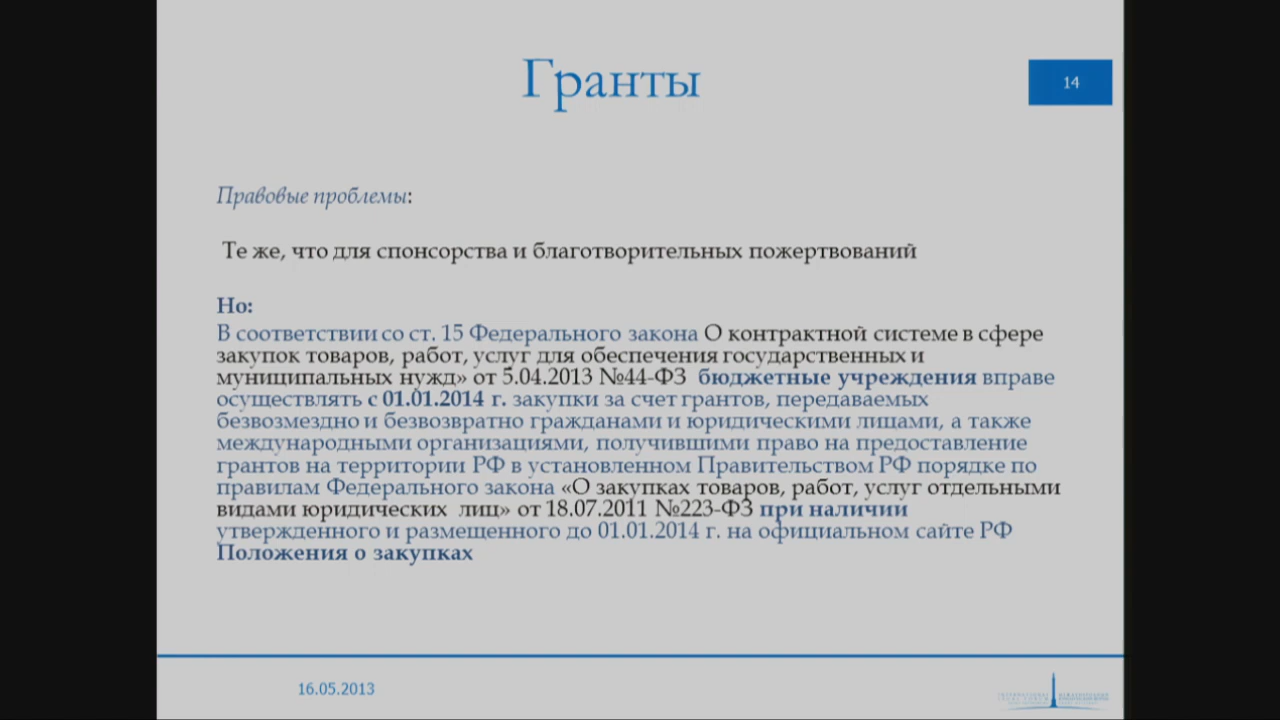 Гранты
14
Правовые проблемы:
Те же, что для спонсорства и благотворительных пожертвований
Но:
В соответствии со ст. 15 Федерального закона О контрактной системе в сфере
закупок товаров, работ, услуг для обеспечения государственных и
муниципальных нужд» от 5.04.2013 №44-ФЗ бюджетные учреждения вправе
осуществлять с 01.01.2014 г. закупки за счет грантов, передаваемых
безвозмездно и безвозвратно гражданами и юридическими лицами, а также
международными организациями, получившими право на предоставление
грантов на территории РФ в установленном Правительством РФ порядке по
правилам Федерального закона «О закупках товаров, работ, услуг отдельными
видами юридических лиц» от 18.07.2011 №223-ФЗ при наличии
утвержденного и размещенного до 01.01.2014 г. на официальном сайте РФ
Положения о закупках
16.05.2013